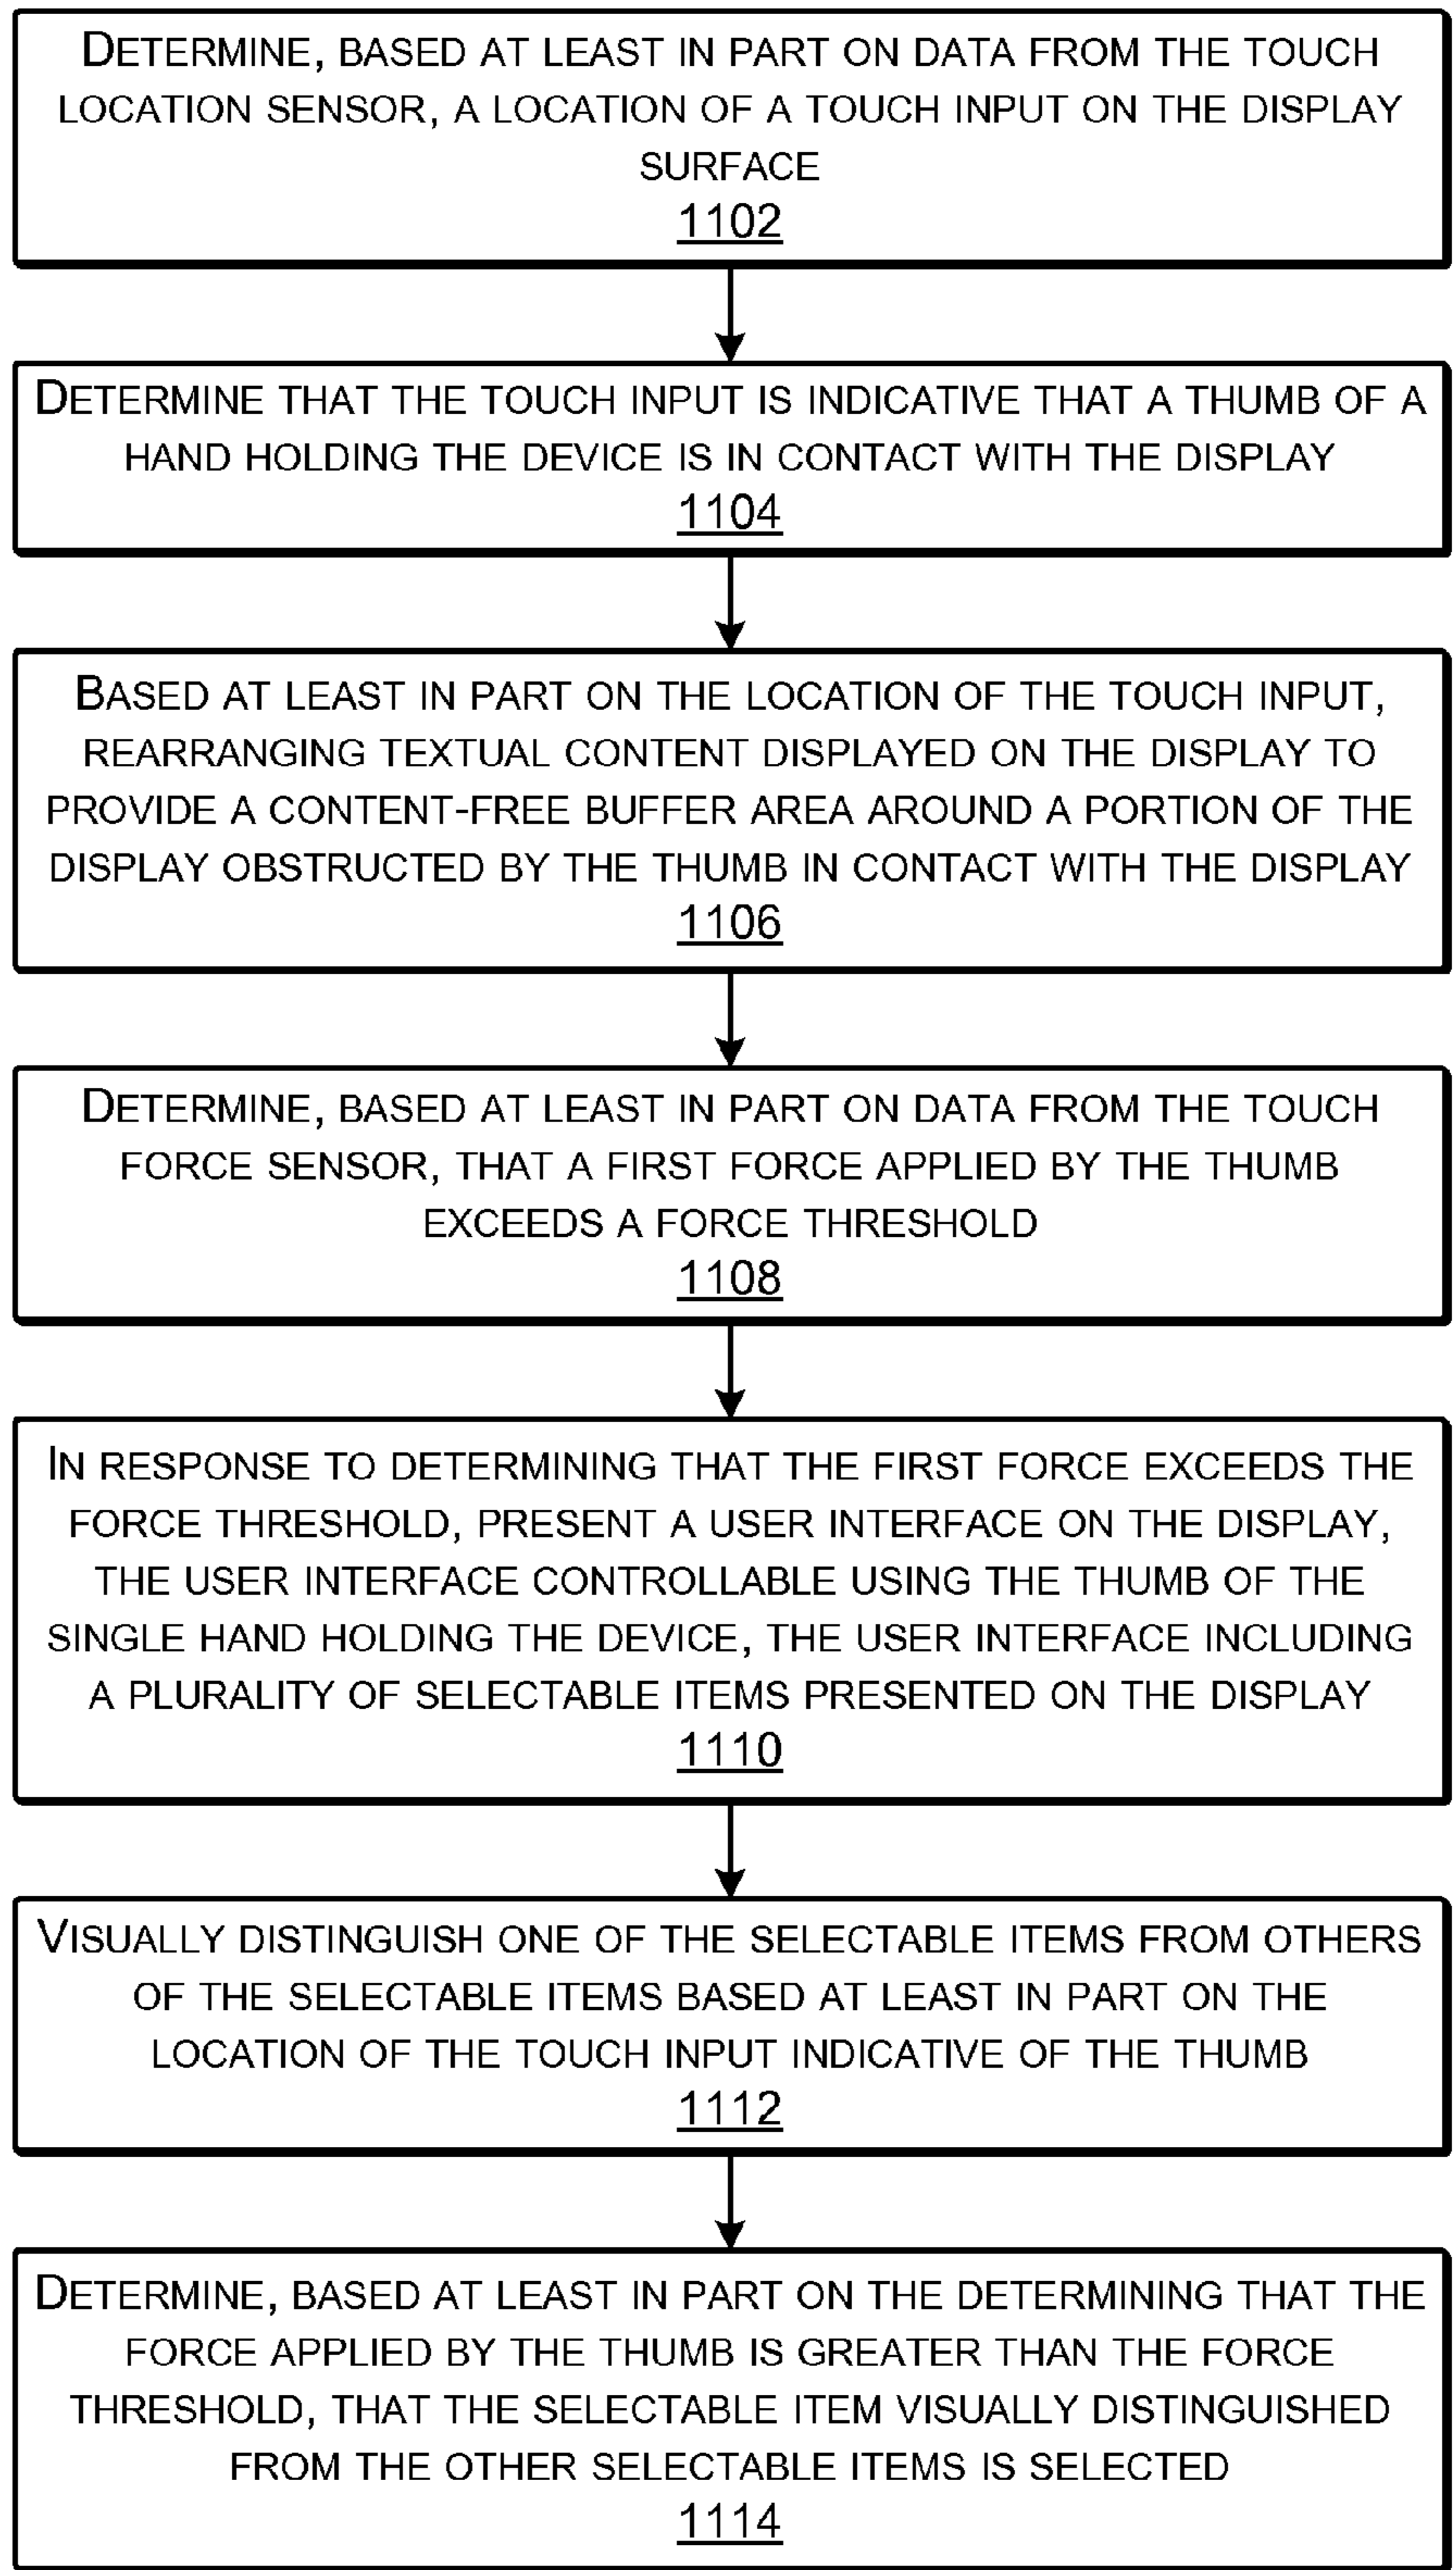 DETERMINE, BASED AT LEAST IN PART ON DATA FROM THE TOUCH
LOCATION SENSOR, A LOCATION OF A TOUCH INPUT ON THE DISPLAY
SURFACE
1102
DETERMINE THAT THE TOUCH INPUT IS INDICATIVE THAT A THUMB OF A
HAND HOLDING THE DEVICE IS IN CONTACT WITH THE DISPLAY
1104
BASED AT LEAST IN PART ON THE LOCATION OF THE TOUCH INPUT,
REARRANGING TEXTUAL CONTENT DISPLAYED ON THE DISPLAY TO
PROVIDE A CONTENT-FREE BUFFER AREA AROUND A PORTION OF THE
DISPLAY OBSTRUCTED BY THE THUMB IN CONTACT WITH THE DISPLAY
1106
DETERMINE, BASED AT LEAST IN PART ON DATA FROM THE TOUCH
FORCE SENSOR, THAT A FIRST FORCE APPLIED BY THE THUMB
EXCEEDS A FORCE THRESHOLD
1108
IN RESPONSE TO DETERMINING THAT THE FIRST FORCE EXCEEDS THE
FORCE THRESHOLD, PRESENT A USER INTERFACE ON THE DISPLAY,
THE USER INTERFACE CONTROLLABLE USING THE THUMB OF THE
SINGLE HAND HOLDING THE DEVICE, THE USER INTERFACE INCLUDING
A PLURALITY OF SELECTABLE ITEMS PRESENTED ON THE DISPLAY
1110
VISUALLY DISTINGUISH ONE OF THE SELECTABLE ITEMS FROM OTHERS
OF THE SELECTABLE ITEMS BASED AT LEAST IN PART ON THE
LOCATION OF THE TOUCH INPUT INDICATIVE OF THE THUMB
1112
DETERMINE, BASED AT LEAST IN PART ON THE DETERMINING THAT THE
FORCE APPLIED BY THE THUMB IS GREATER THAN THE FORCE
THRESHOLD, THAT THE SELECTABLE ITEM VISUALLY DISTINGUISHED
FROM THE OTHER SELECTABLE ITEMS IS SELECTED
1114